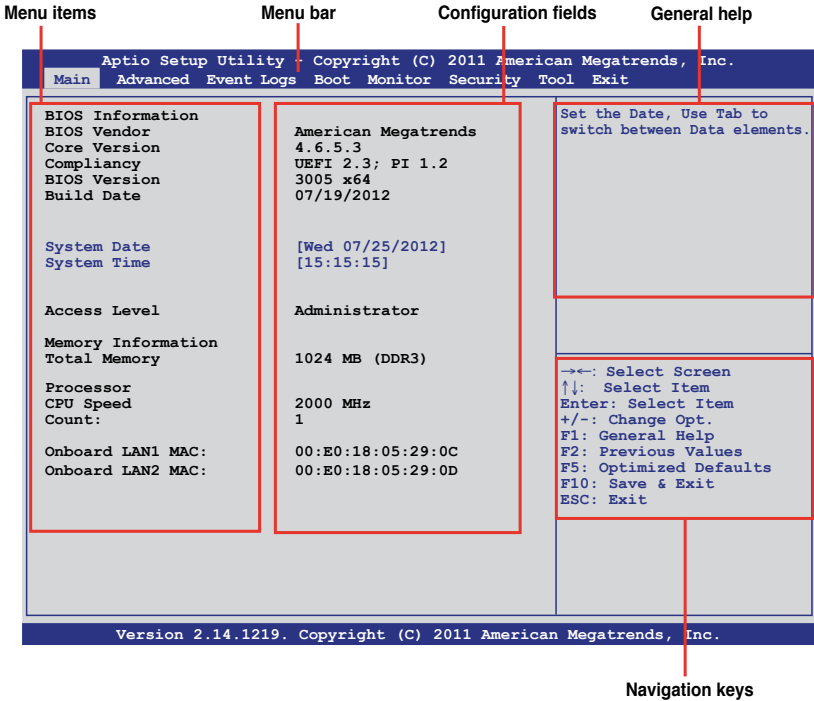 Menu items Menu bar Configuration fields General help
Aptio Setup Utility - Copyright (C) 2011 American Megatrends, Inc.
Main Advanced Event Logs Boot Monitor Security Tool Exit
BIOS Information
BIOS Vendor American Megatrends
Core Version 4.6.5.3
Compliancy UEFI 2.3; PI 1.2
BIOS Version 3005 x64
Build Date 07/19/2012
System Date [Wed 07/25/2012]
System Time [15:15:15]
Access Level Administrator
Memory Information
Total Memory 1024 MB (DDR3)
Processor
CPU Speed 2000 MHz
Count: 1
Onboard LAN1 MAC: 00:E0:18:05:29:0C
Onboard LAN2 MAC: 00:E0:18:05:29:0D
Set the Date, Use Tab to
switch between Data elements.
→←: Select Screen
↑↓: Select Item
Enter: Select Item
+/-: Change Opt.
F1: General Help
F2: Previous Values
F5: Optimized Defaults
F10: Save & Exit
ESC: Exit
Version 2.14.1219. Copyright (C) 2011 American Megatrends, Inc.
Navigation keys